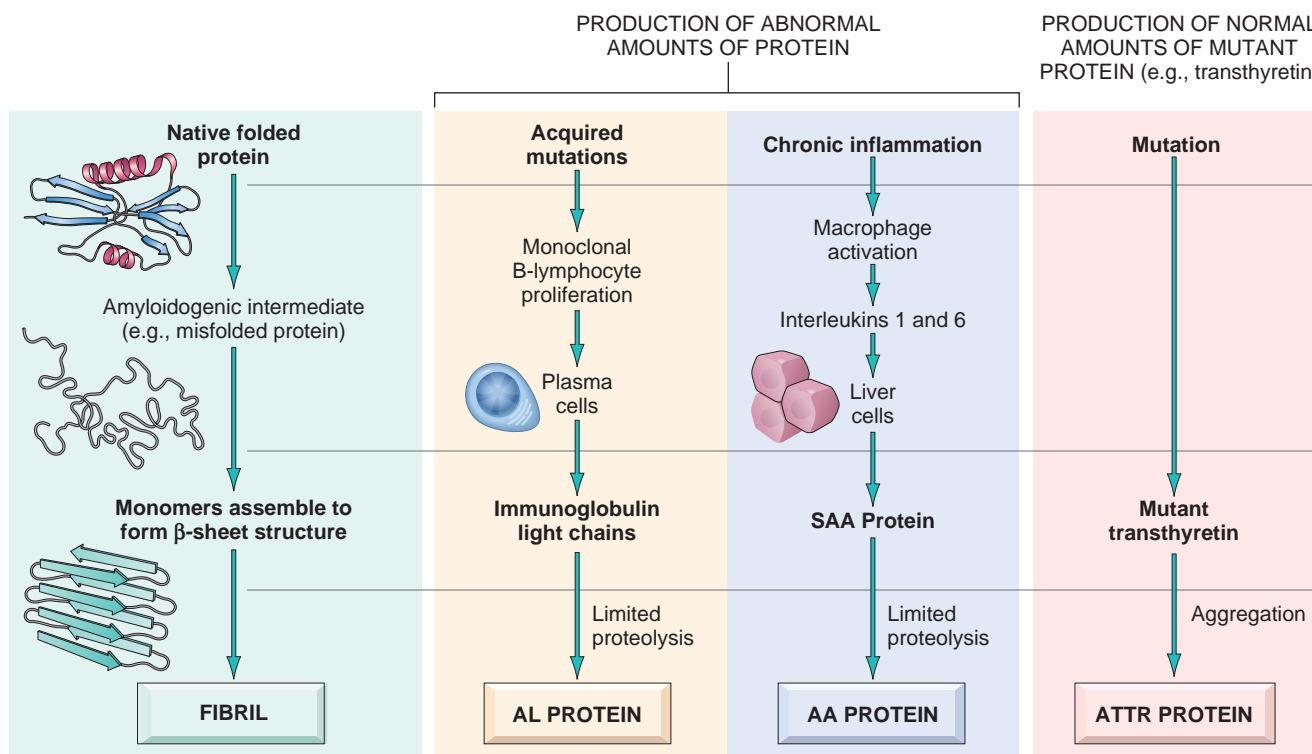 PRODUCTION OF ABNORMAL
AMOUNTS OF PROTEIN
PRODUCTION OF NORMAL
AMOUNTS OF MUTANT
PROTEIN (e.g., transthyretin
Native folded
protein
Amyloidogenic intermediate
(e.g., misfolded protein)
Monomers assemble to
form β-sheet structure
FIBRIL
Acquired
mutations
Monoclonal
B-lymphocyte
proliferation
Plasma
cells
Immunoglobulin
light chains
Limited
proteolysis
AL PROTEIN
Chronic inflammation
Macrophage
activation
Interleukins 1 and 6
Liver
cells
SAA Protein
Limited
proteolysis
AA PROTEIN
Mutation
Mutant
transthyretin
Aggregation
ATTR PROTEIN